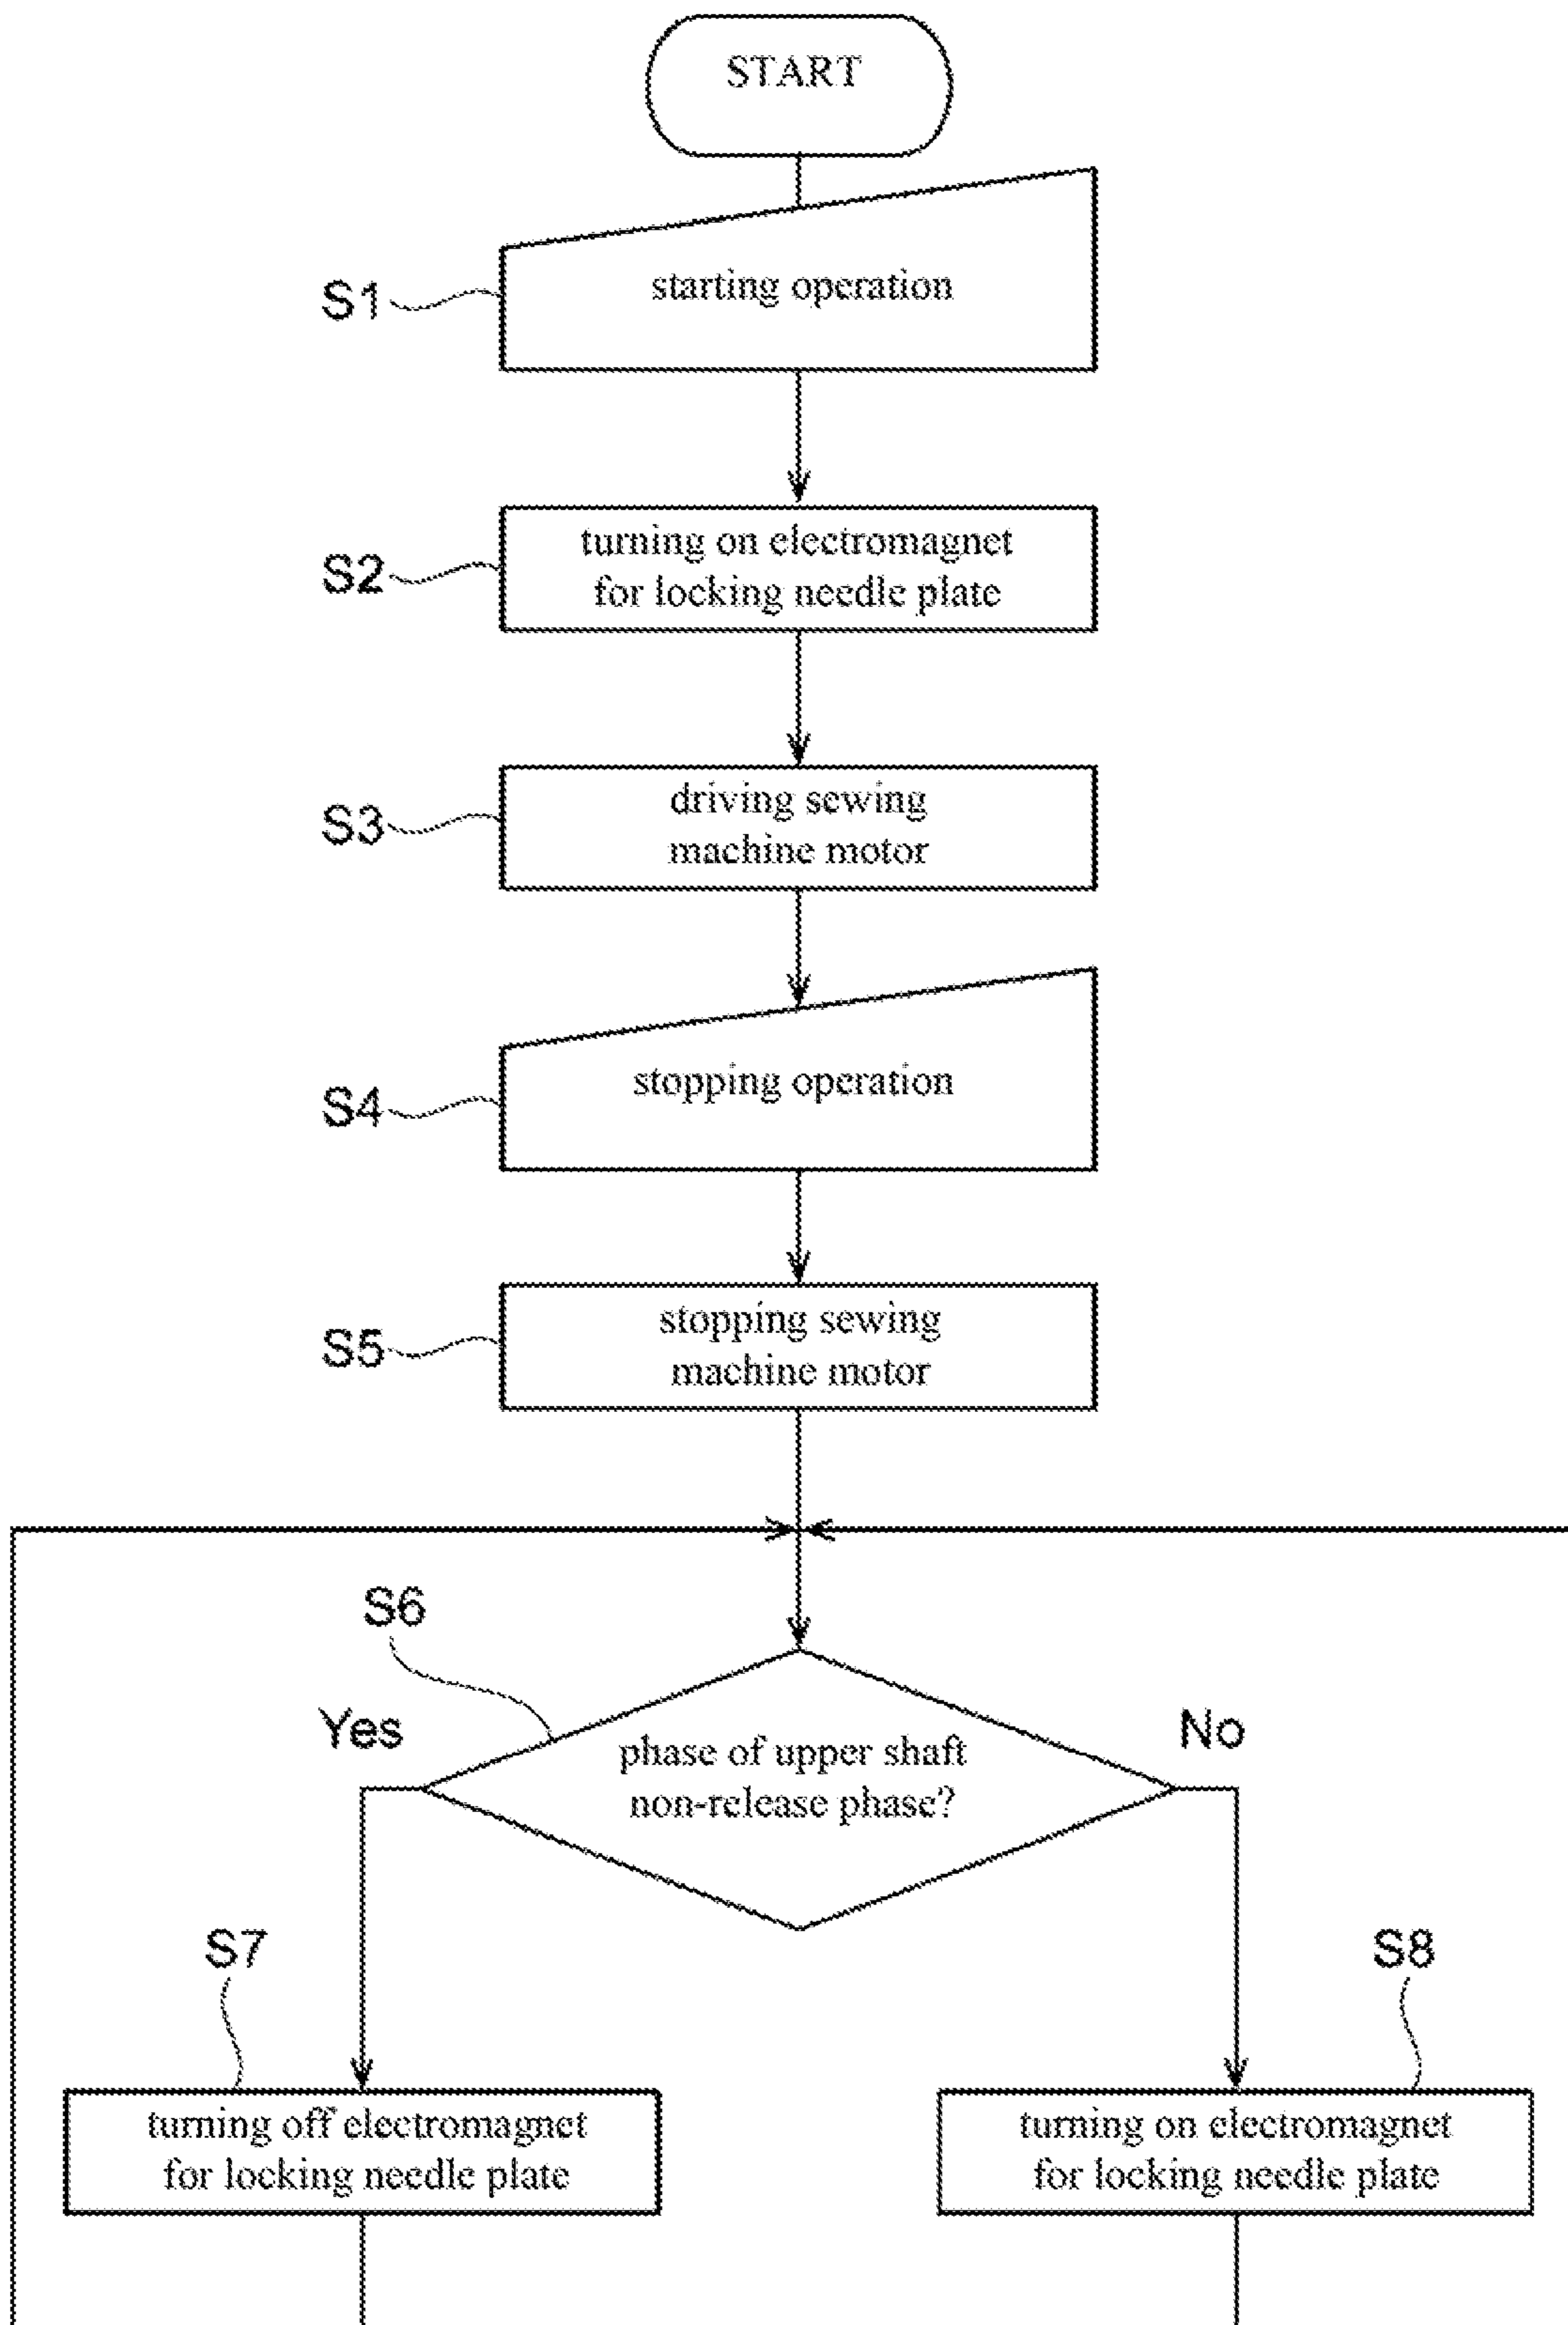 START
S1
starting operation
S2
turning on electromagnet
for locking needle plate
S3
driving sewing
machine motor
S4
stopping operation
S5
stopping sewing
machine motor
S6
Yes
No
phase of upper shaft
non-release phase?
S7
S8
turning off electromagnet
for locking needle plate
turning on electromagnet
for locking needle plate